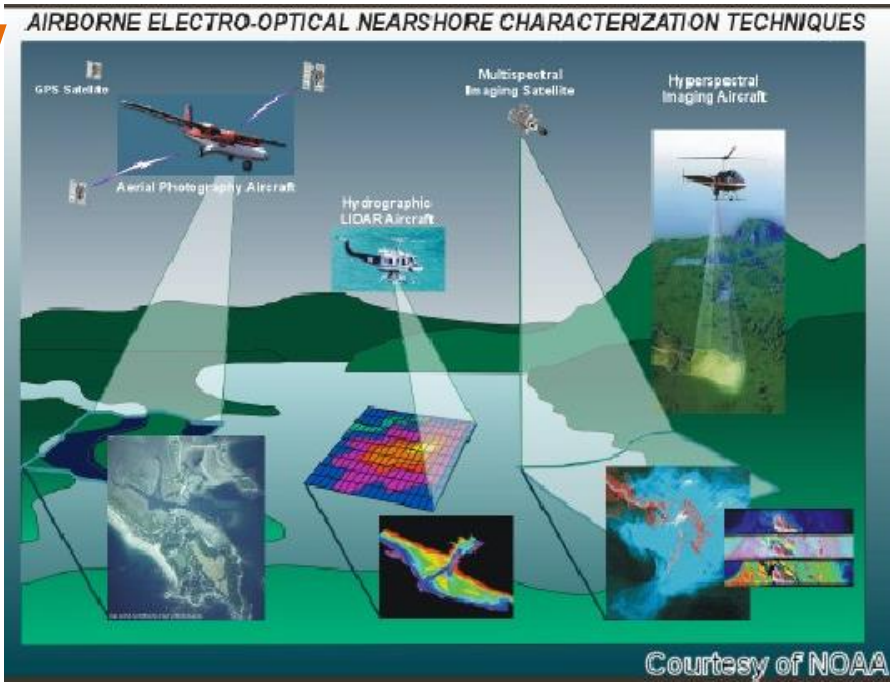 AIRBORNE ELECTRO-OPTICAL NEARSHORE CHARACTERIZATION TECHNIQUES
GPS Satellite
Aerial Photography Aircraft
Hydrographic
LIDAR Aircraft
Multispectral
Imaging Satellite
Hyperspectral
Imaging Aircraft
Courtesy of NOAA